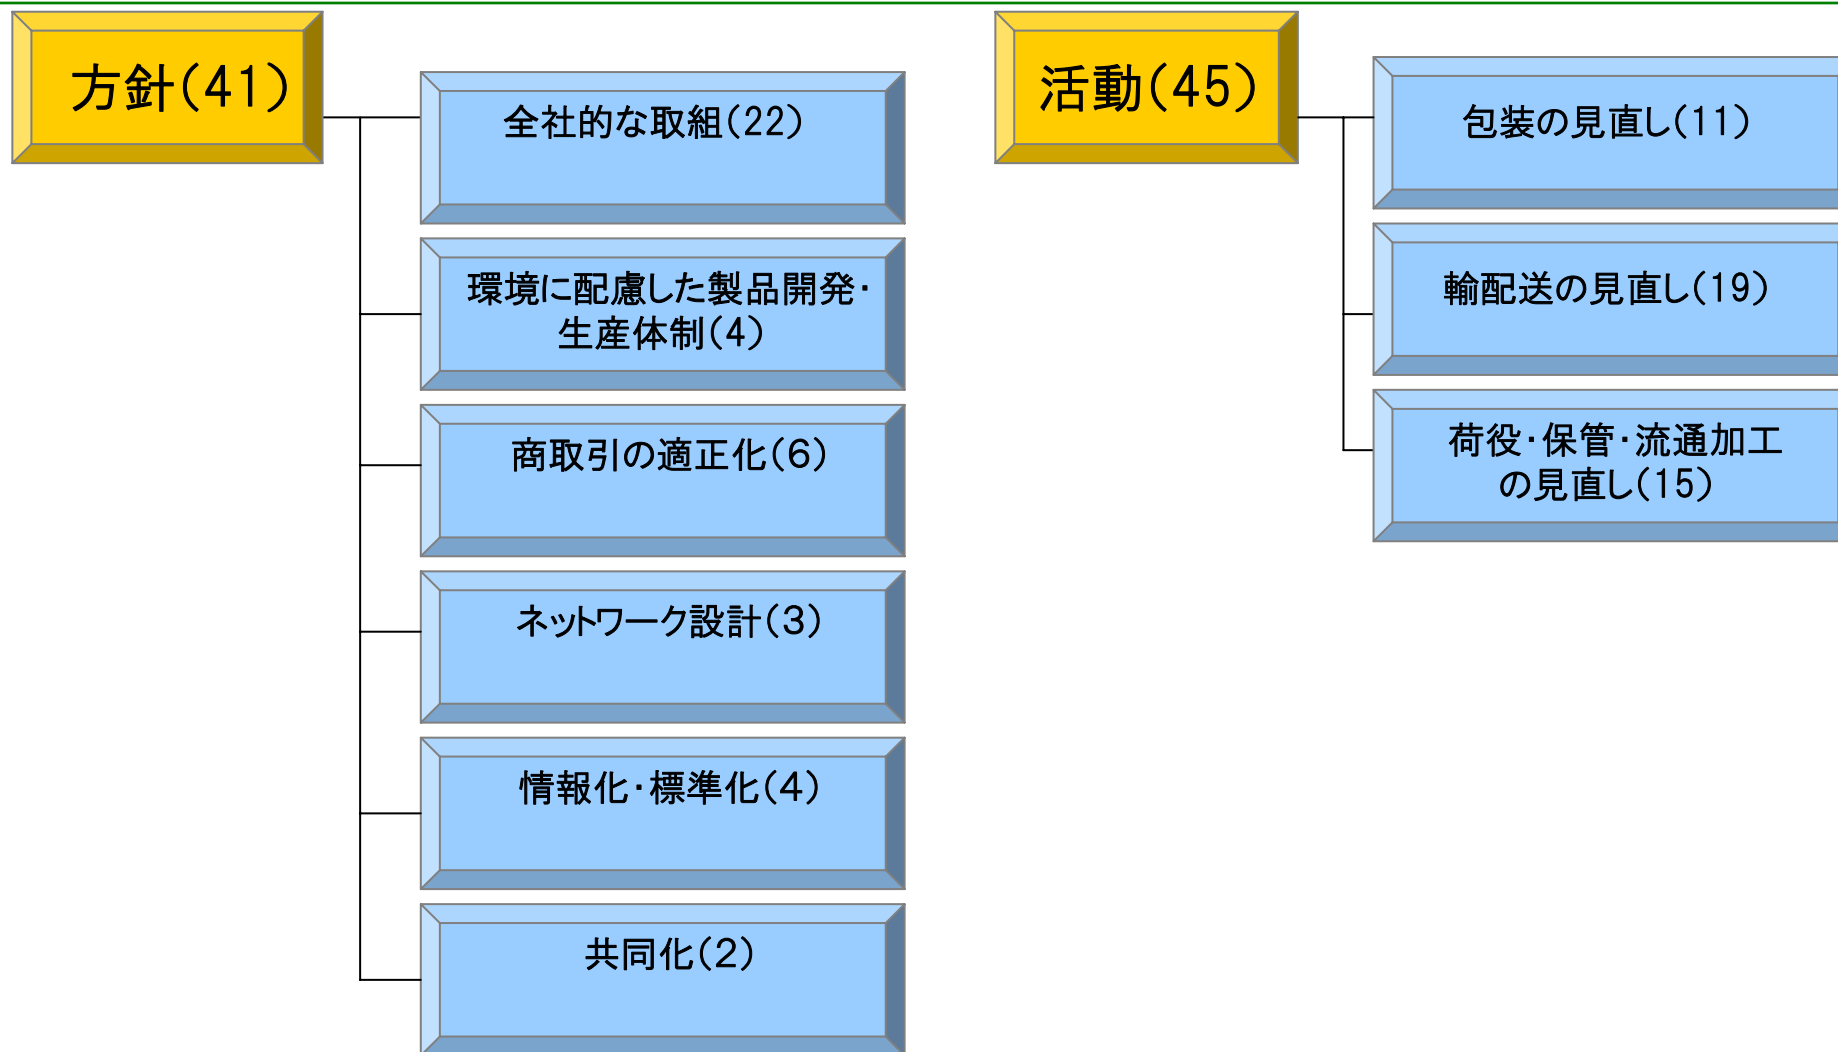 方針(41)
全社的な取組(22)
環境に配慮した製品開発・
生産体制(4)
商取引の適正化(6)
ネットワーク設計(3)
情報化・標準化(4)
共同化(2)
活動(45)
包装の見直し(11)
輸配送の見直し(19)
荷役・保管・流通加工
の見直し(15)